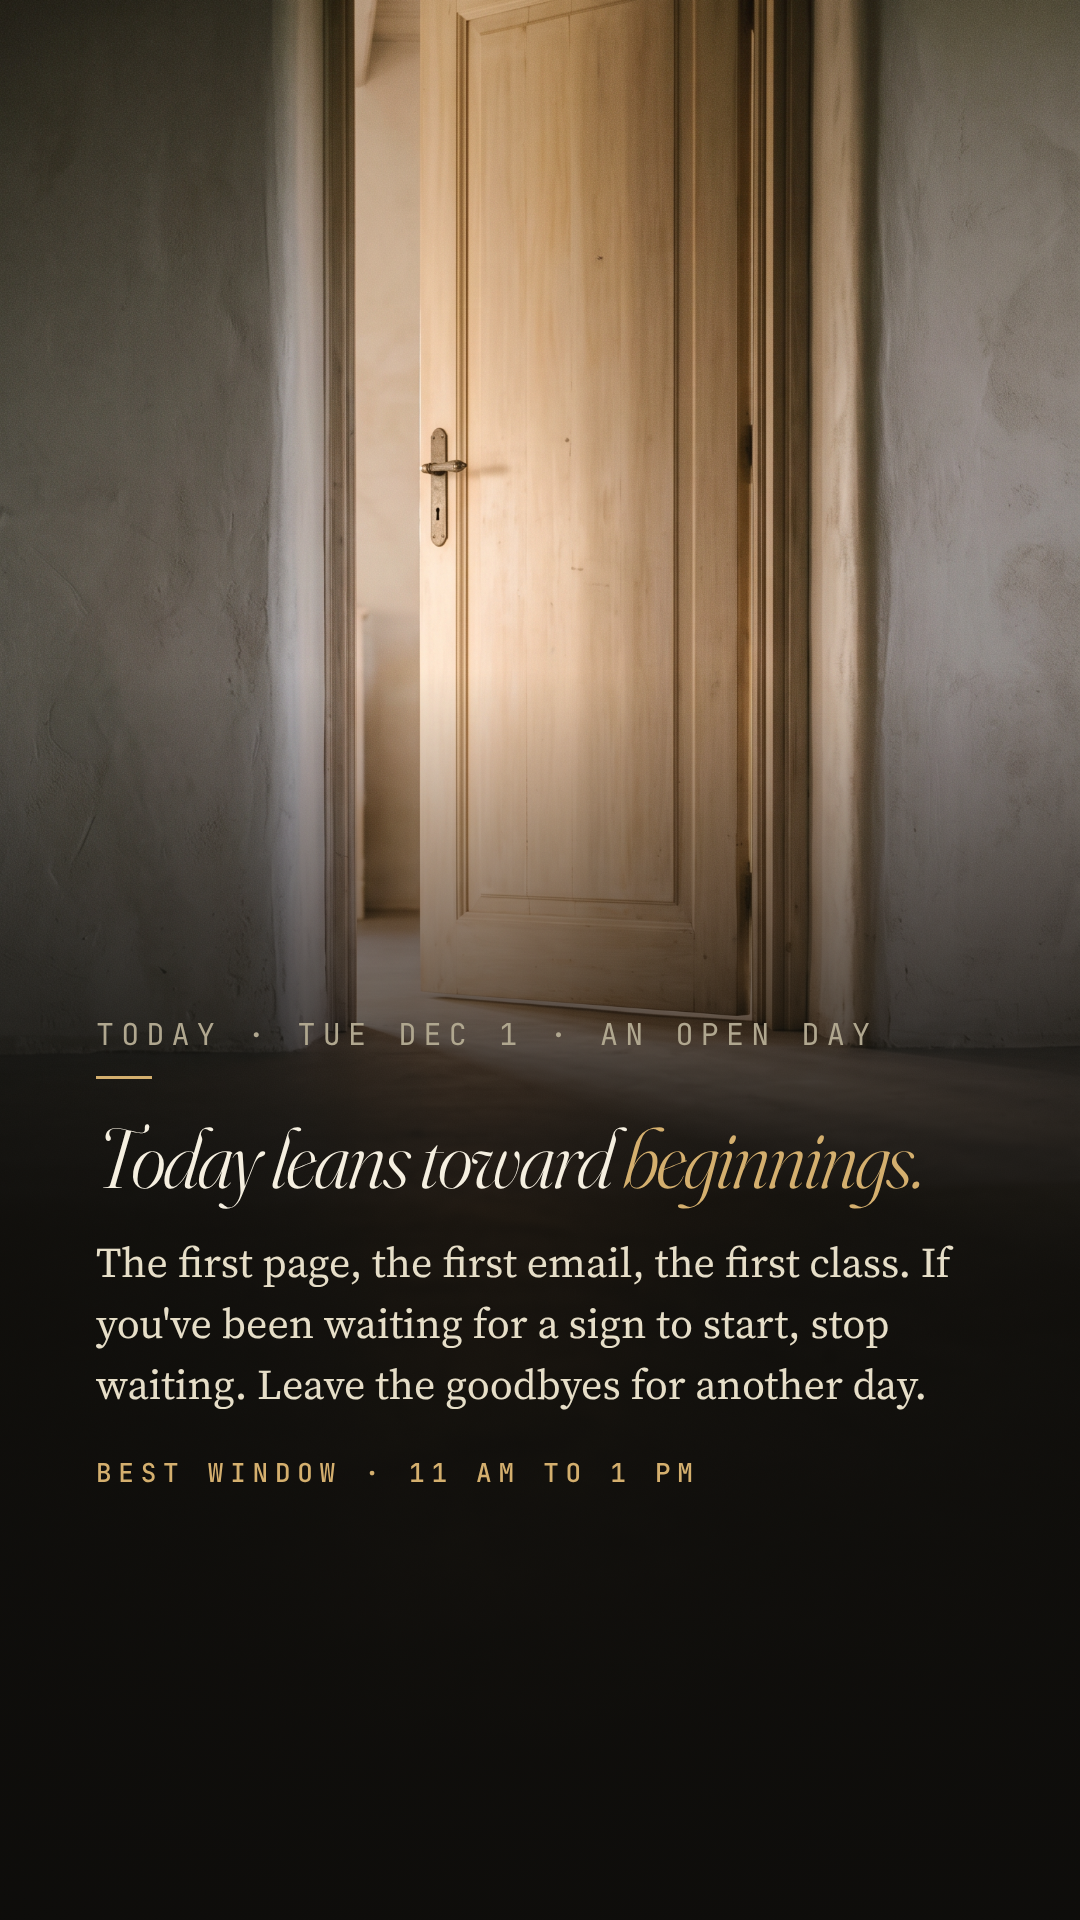 TODAY · TUE DEC 1 · AN OPEN DAY
Today leans toward beginnings.
The first page, the first email, the first class. If
you've been waiting for a sign to start, stop
waiting. Leave the goodbyes for another day.
BEST WINDOW · 11 AM TO 1 PM